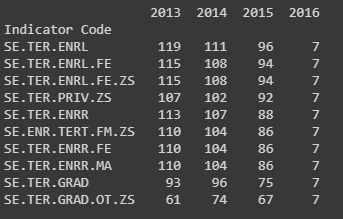 2013 2014 2015 2016
Indicator Code
SE.TER.ENRL 119 111 96 7
SE.TER.ENRL.FE 115 108 94 7
SE.TER.ENRL.FE.ZS 115 108 94 7
SE.TER.PRIV.ZS 107 102 92 7
SE.TER.ENRR 113 107 88 7
SE.ENR.TERT.FM.ZS 110 104 86 7
SE.TER.ENRR.FE 110 104 86 7
SE.TER.ENRR.MA 110 104 86 7
SE.TER.GRAD 93 96 75 7
SE.TER.GRAD.OT.ZS 61 74 67 7